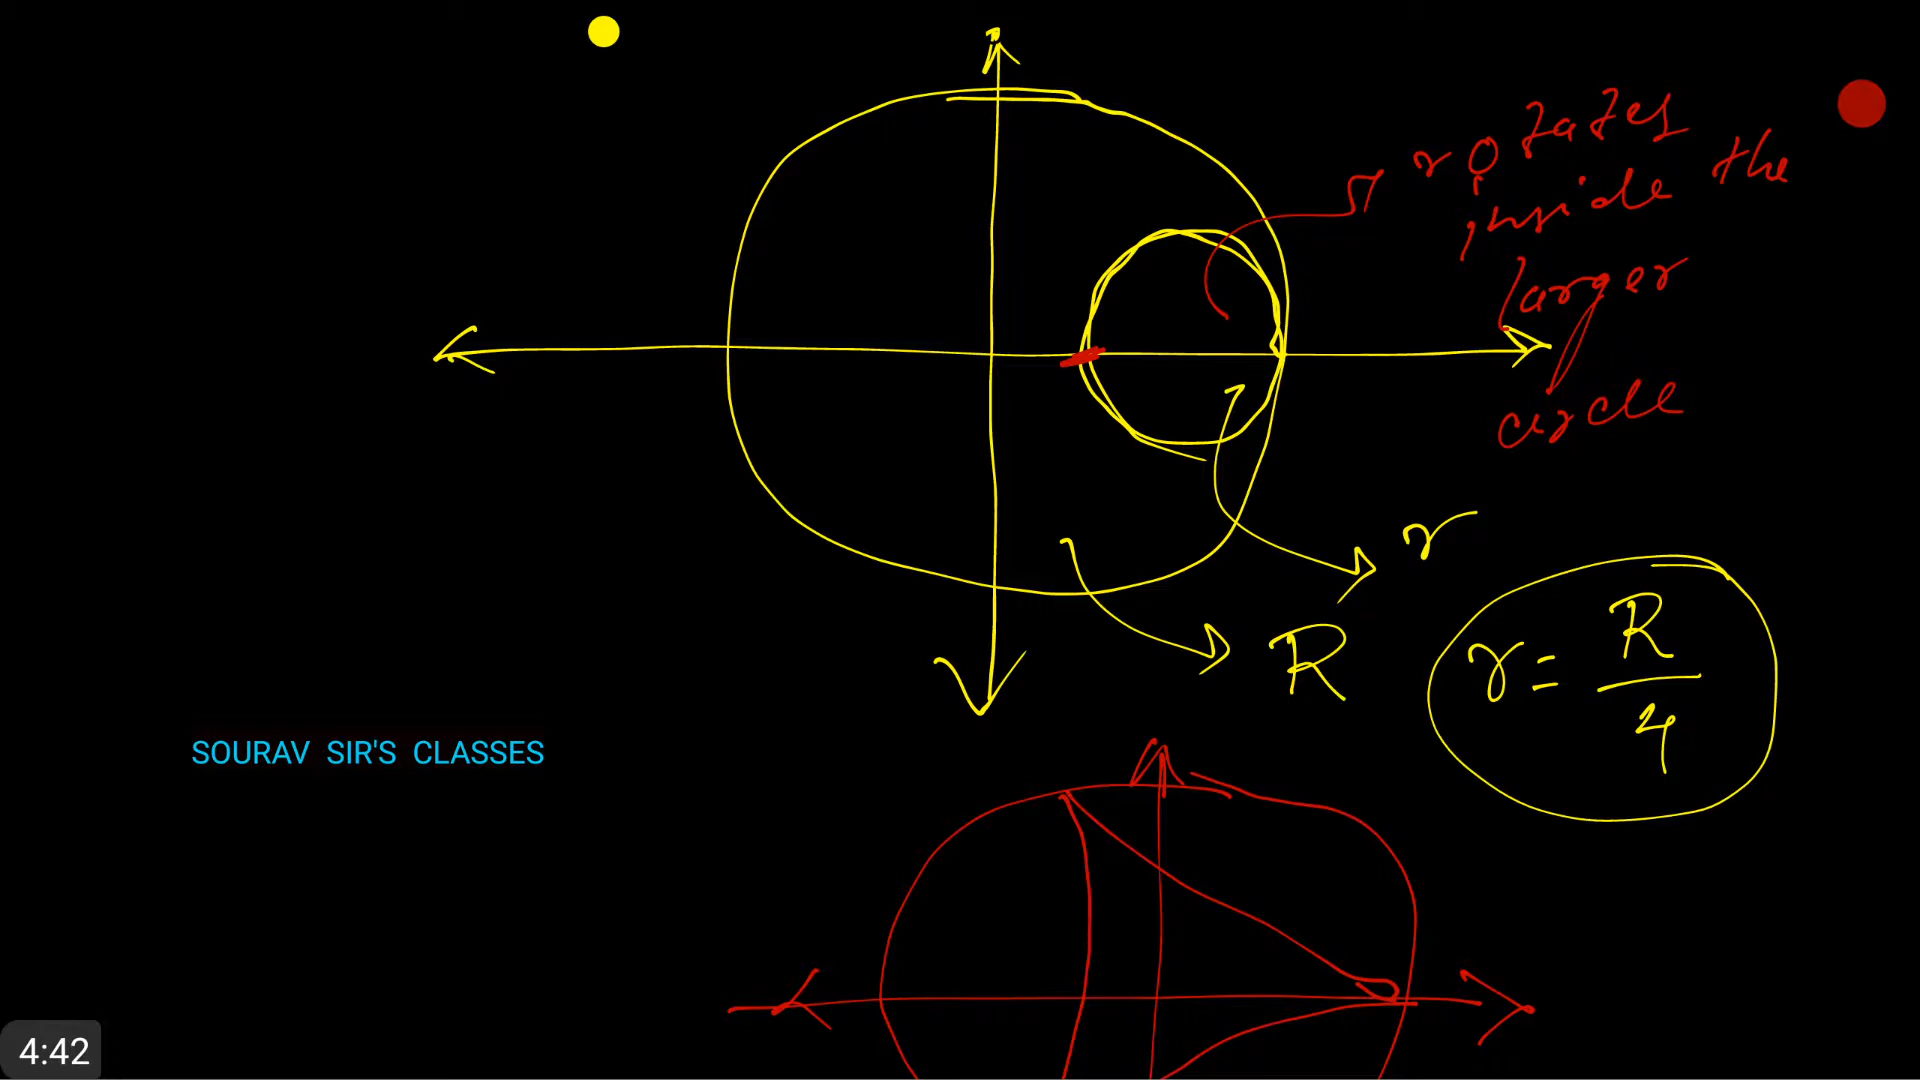 rotates
inside the
larger
circle
r
R
r = R/4
SOURAV SIR'S CLASSES
4:42